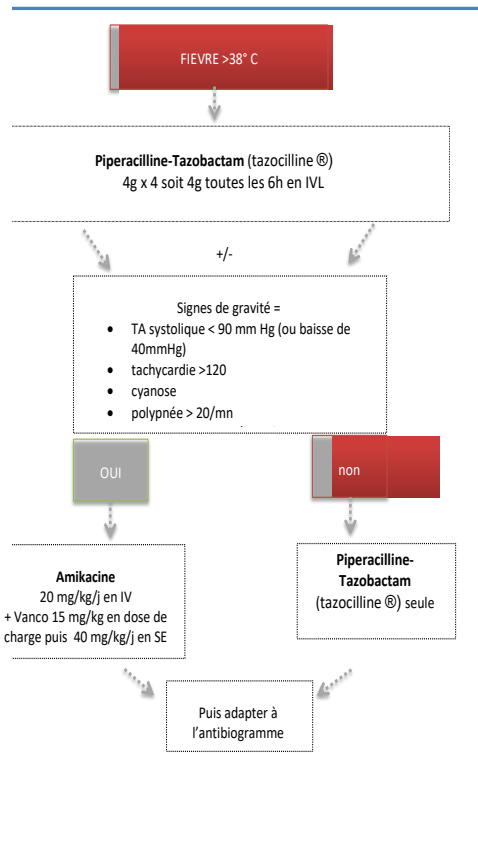 FIEVRE >38° C
Piperacilline-Tazobactam (tazocilline ®)
4g x 4 soit 4g toutes les 6h en IVL
+/-
Signes de gravité =
• TA systolique < 90 mm Hg (ou baisse de
40mmHg)
• tachycardie >120
• cyanose
• polypnée > 20/mn
OUI
non
Amikacine
20 mg/kg/j en IV
+ Vanco 15 mg/kg en dose de
charge puis 40 mg/kg/j en SE
Piperacilline-
Tazobactam
(tazocilline ®) seule
Puis adapter à
l'antibiogramme